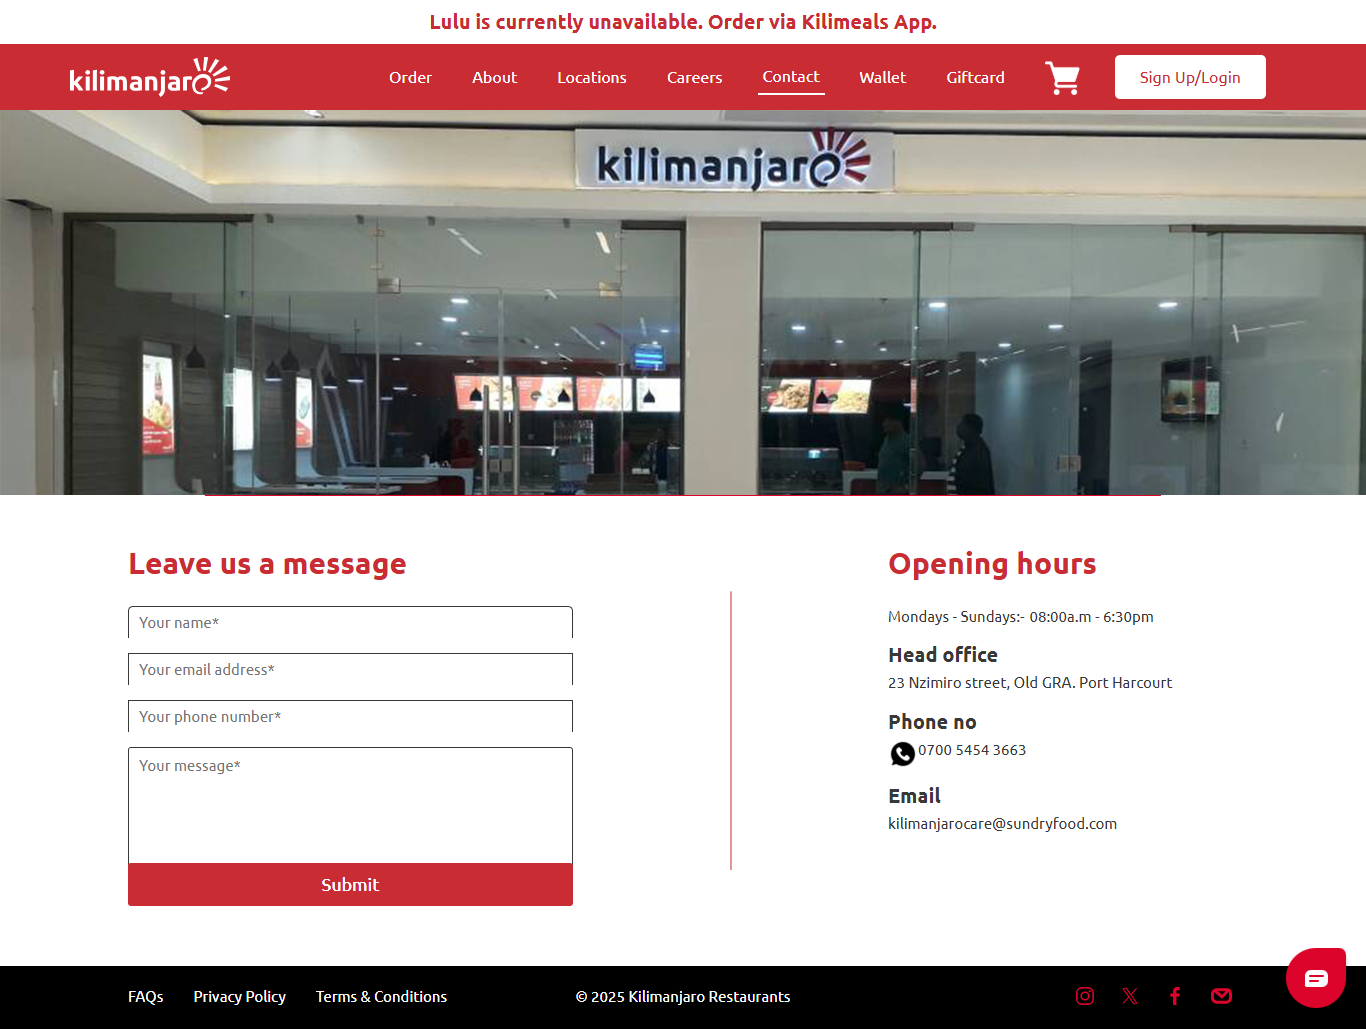 Lulu is currently unavailable. Order via Kilimeals App.
kilimanjaro
Order
About
Locations
Careers
Contact
Wallet
Giftcard
Sign Up/Login
kilimanjaro
Leave us a message
Your name*
Your email address*
Your phone number*
Your message*
Submit
Opening hours
Mondays - Sundays:- 08:00a.m - 6:30pm
Head office
23 Nzimiro street, Old GRA. Port Harcourt
Phone no
0700 5454 3663
Email
kilimanjarocare@sundryfood.com
FAQs
Privacy Policy
Terms & Conditions
© 2025 Kilimanjaro Restaurants